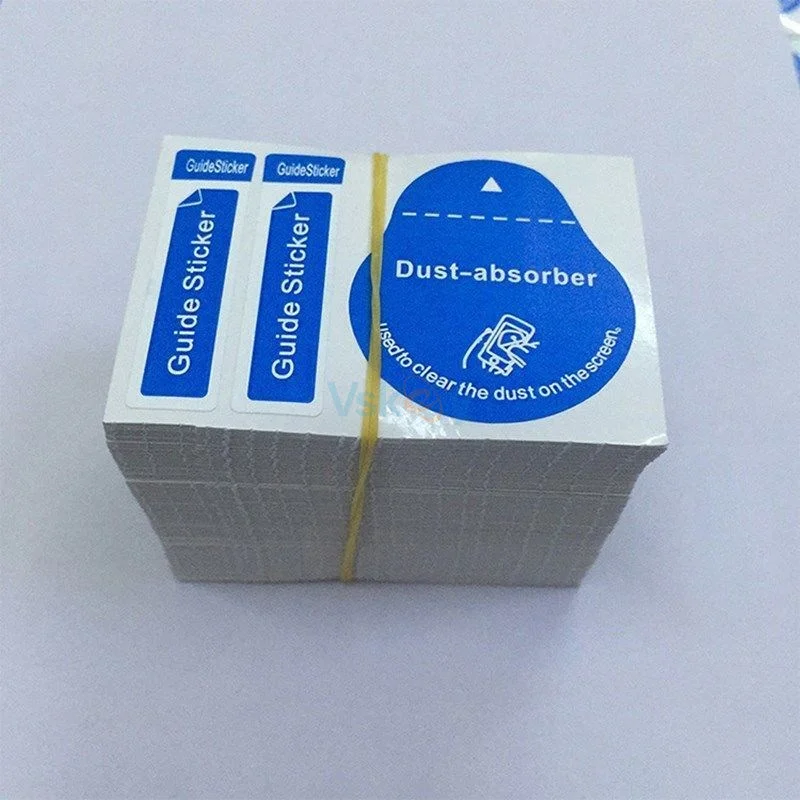 GuideSticker
GuideSticker
Guide Sticker
Guide Sticker
Dust-absorber
used to clear the dust on the screen。